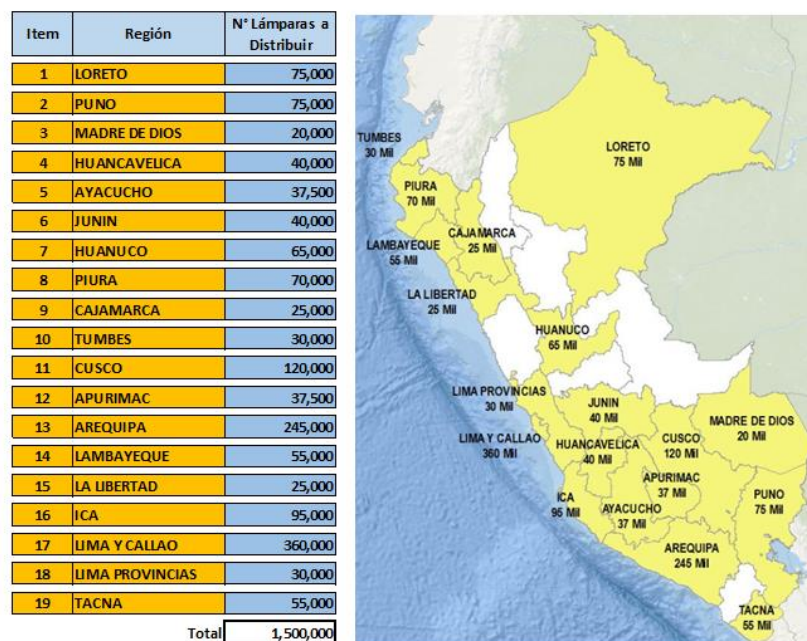 Item Región N° Lámparas a
Distribuir
1 LORETO 75,000
2 PUNO 75,000
3 MADRE DE DIOS 20,000
4 HUANCAVELICA 40,000
5 AYACUCHO 37,500
6 JUNIN 40,000
7 HUANUCO 65,000
8 PIURA 70,000
9 CAJAMARCA 25,000
10 TUMBES 30,000
11 CUSCO 120,000
12 APURIMAC 37,500
13 AREQUIPA 245,000
14 LAMBAYEQUE 55,000
15 LA LIBERTAD 25,000
16 ICA 95,000
17 LIMA Y CALLAO 360,000
18 LIMA PROVINCIAS 30,000
19 TACNA 55,000
Total 1,500,000
TUMBES
30 Mil
LORETO
75 Mil
PIURA
70 Mil
CAJAMARCA
25 Mil
LAMBAYEQUE
55 Mil
LA LIBERTAD
25 Mil
HUANUCO
65 Mil
LIMA PROVINCIAS
30 Mil
JUNIN
40 Mil
MADRE DE DIOS
20 Mil
LIMA Y CALLAO
360 Mil
HUANCAVELICA
40 Mil
CUSCO
120 Mil
APURIMAC
37 Mil
ICA
95 Mil
AYACUCHO
37 Mil
PUNO
75 Mil
AREQUIPA
245 Mil
TACNA
55 Mil